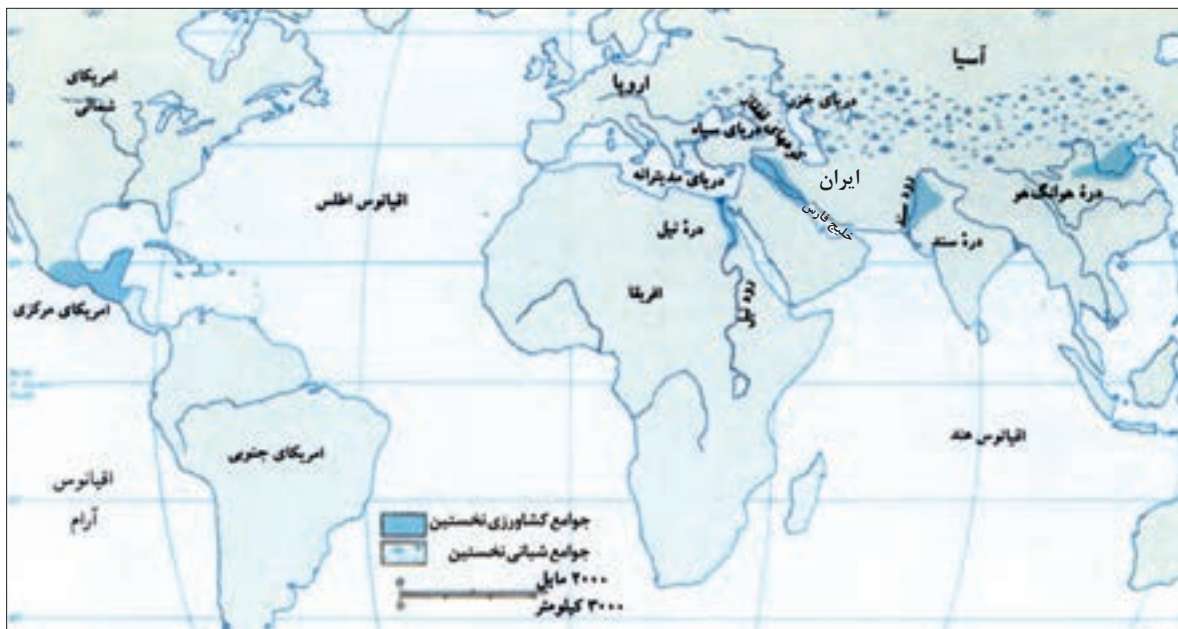 امریکای
شمالی
اروپا
آسیا
دریای خزر
کوههای قفقاز
دریای سیاه
دریای مدیترانه
ایران
خلیج فارس
رود سند
درهٔ سند
درهٔ هوانگ هو
اقیانوس اطلس
درهٔ نیل
رود نیل
افریقا
امریکای مرکزی
امریکای جنوبی
اقیانوس هند
اقیانوس
آرام
جوامع کشاورزی نخستین
جوامع شبانی نخستین
۲۰۰۰ مایل
۳۰۰۰ کیلومتر